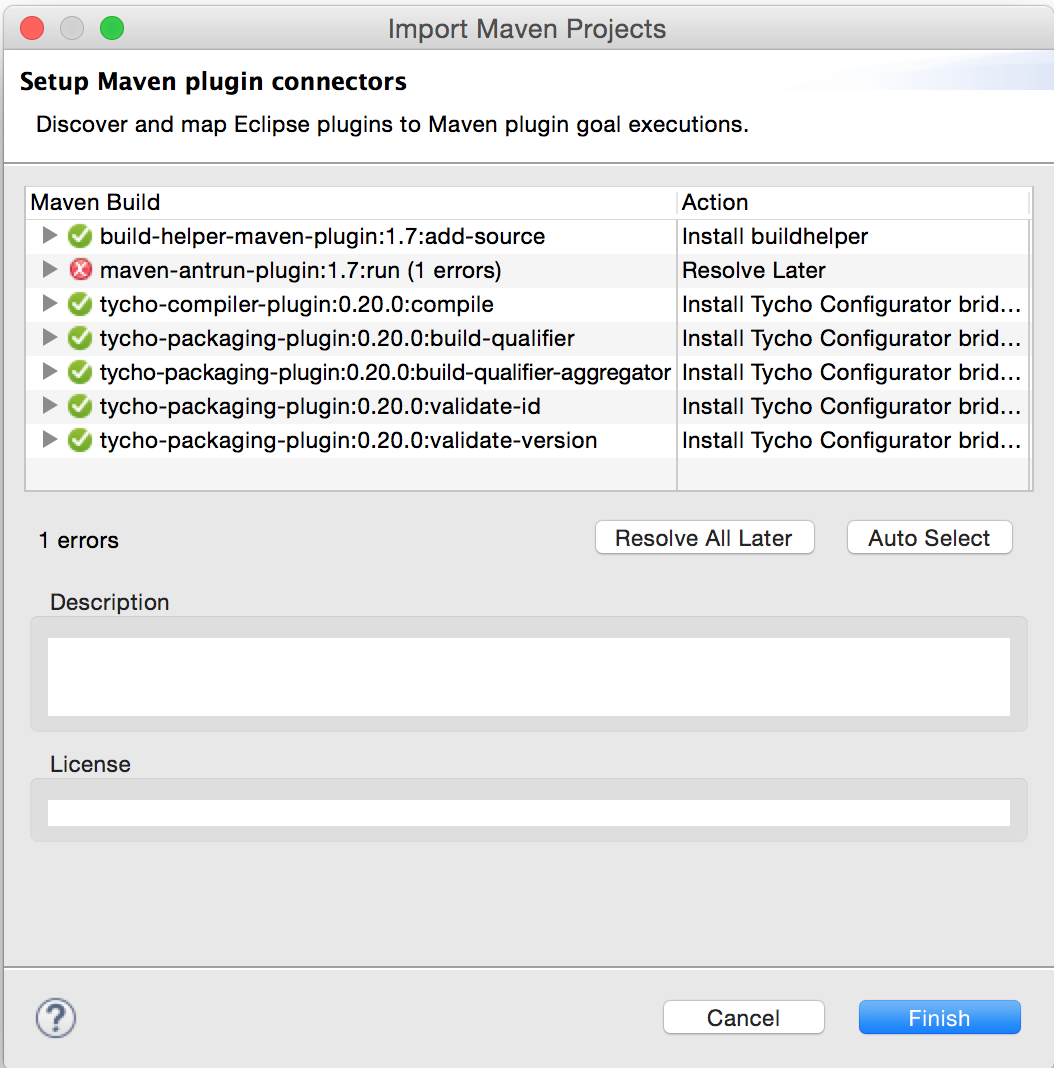 Import Maven Projects
Setup Maven plugin connectors
Discover and map Eclipse plugins to Maven plugin goal executions.
Maven Build Action
build-helper-maven-plugin:1.7:add-source Install buildhelper
maven-antrun-plugin:1.7:run (1 errors) Resolve Later
tycho-compiler-plugin:0.20.0:compile Install Tycho Configurator brid...
tycho-packaging-plugin:0.20.0:build-qualifier Install Tycho Configurator brid...
tycho-packaging-plugin:0.20.0:build-qualifier-aggregator Install Tycho Configurator brid...
tycho-packaging-plugin:0.20.0:validate-id Install Tycho Configurator brid...
tycho-packaging-plugin:0.20.0:validate-version Install Tycho Configurator brid...
1 errors Resolve All Later Auto Select
Description
License
? Cancel Finish